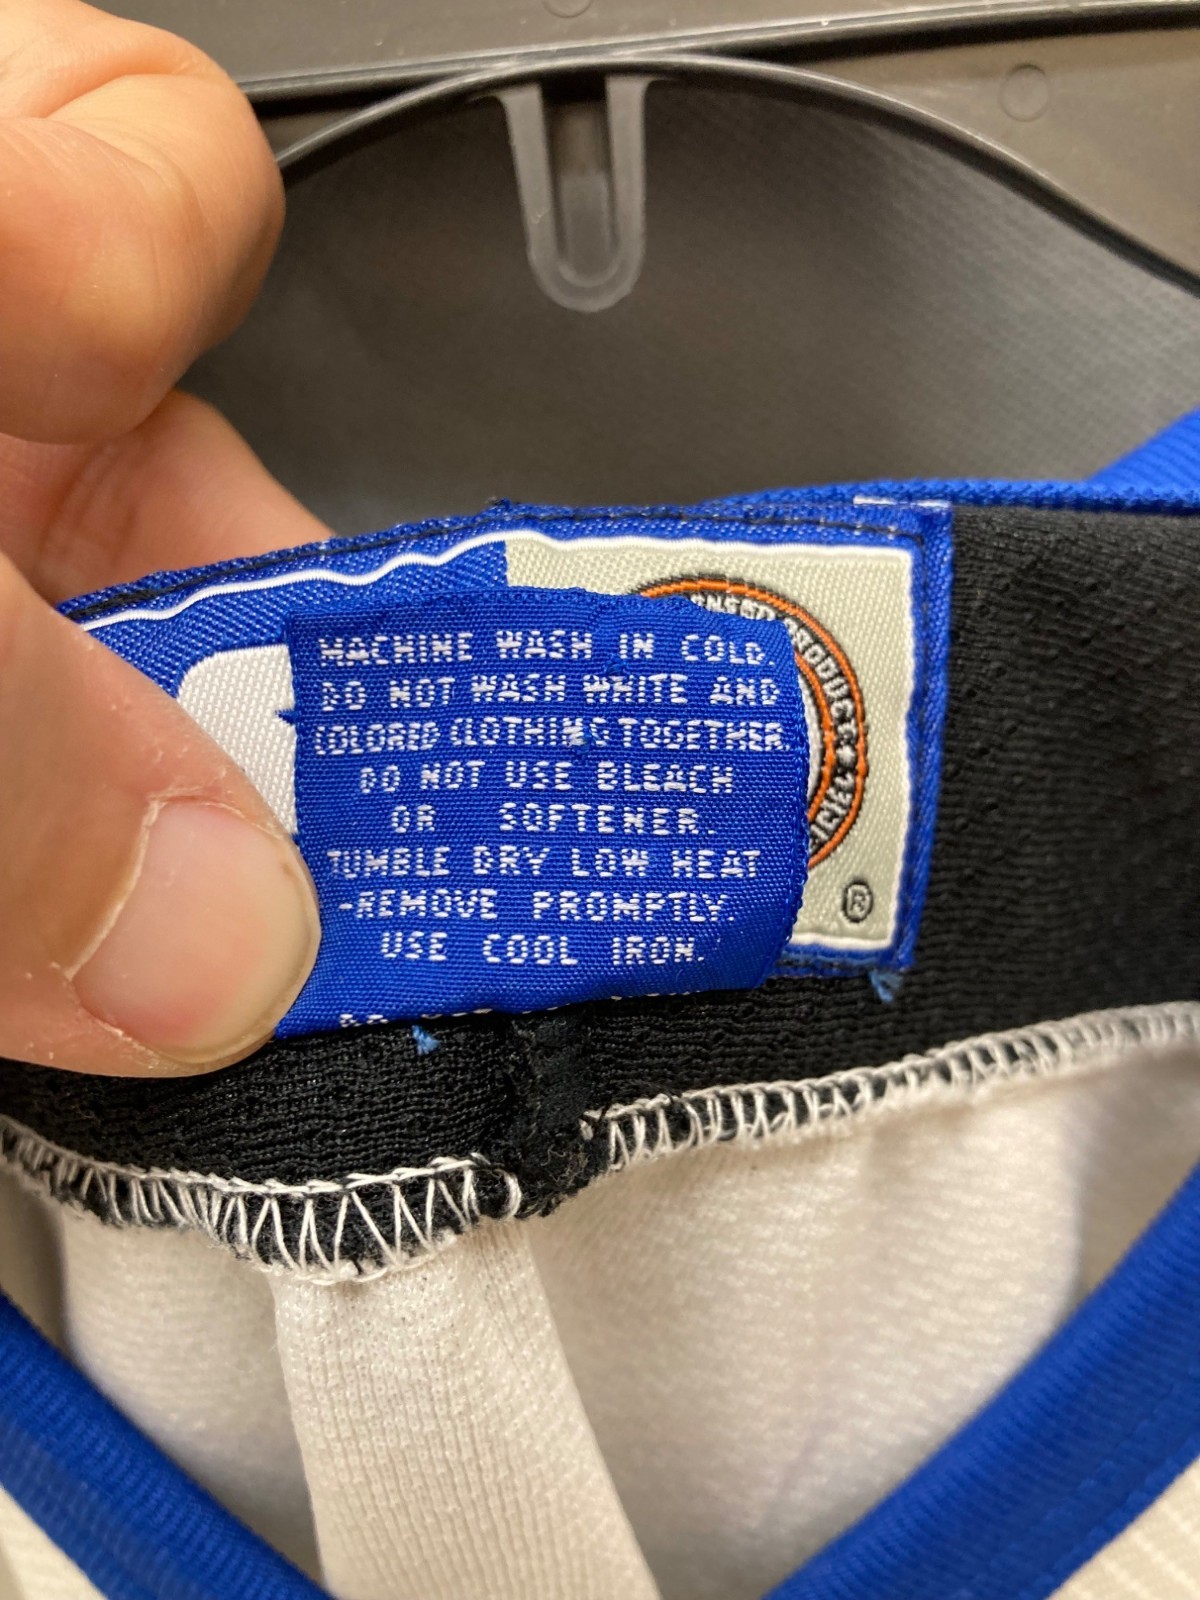 MACHINE WASH IN COLD.
DO NOT WASH WHITE AND
COLORED CLOTHING TOGETHER.
DO NOT USE BLEACH
OR SOFTENER.
TUMBLE DRY LOW HEAT
-REMOVE PROMPTLY.
USE COOL IRON.
®